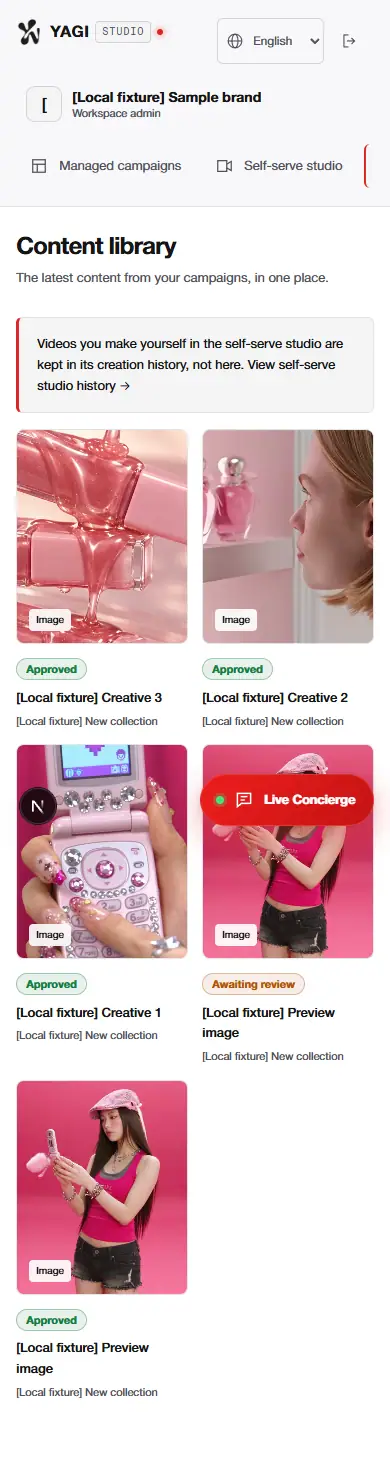 YAGI STUDIO
English
[
[Local fixture] Sample brand
Workspace admin
Managed campaigns
Self-serve studio
Content library
The latest content from your campaigns, in one place.
Videos you make yourself in the self-serve studio are
kept in its creation history, not here. View self-serve
studio history →
Image
Image
Approved
Approved
[Local fixture] Creative 3
[Local fixture] Creative 2
[Local fixture] New collection
[Local fixture] New collection
N
Live Concierge
Image
Image
Approved
Awaiting review
[Local fixture] Creative 1
[Local fixture] Preview
image
[Local fixture] New collection
[Local fixture] New collection
Image
Approved
[Local fixture] Preview
image
[Local fixture] New collection